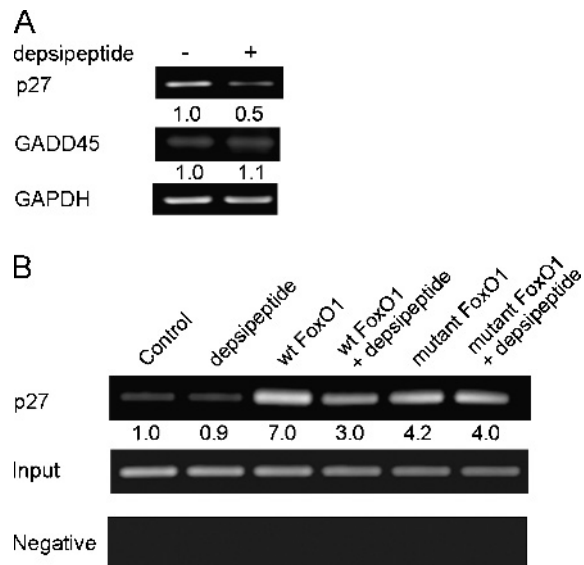 A
depsipeptide - +
p27
1.0 0.5
GADD45
1.0 1.1
GAPDH
B
Control depsipeptide wt FoxO1 wt FoxO1 + depsipeptide mutant FoxO1 mutant FoxO1 + depsipeptide
p27
1.0 0.9 7.0 3.0 4.2 4.0
Input
Negative